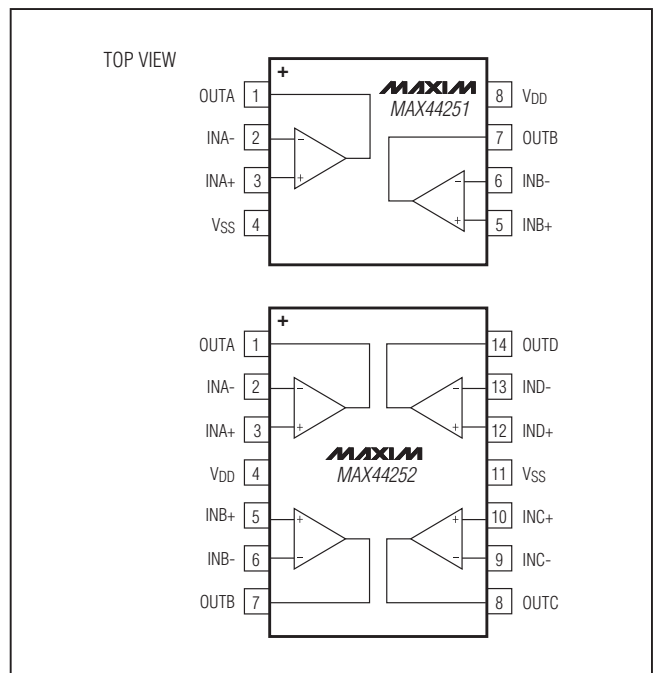 TOP VIEW
+
OUTA 1
MAXIM
MAX44251
8 VDD
INA- 2
−
7 OUTB
INA+ 3
+
−
6 INB-
VSS 4
+
5 INB+
+
OUTA 1
14 OUTD
INA- 2
−
−
13 IND-
INA+ 3
+
+
12 IND+
MAXIM
VDD 4
MAX44252
11 VSS
INB+ 5
+
+
10 INC+
INB- 6
−
−
9 INC-
OUTB 7
8 OUTC